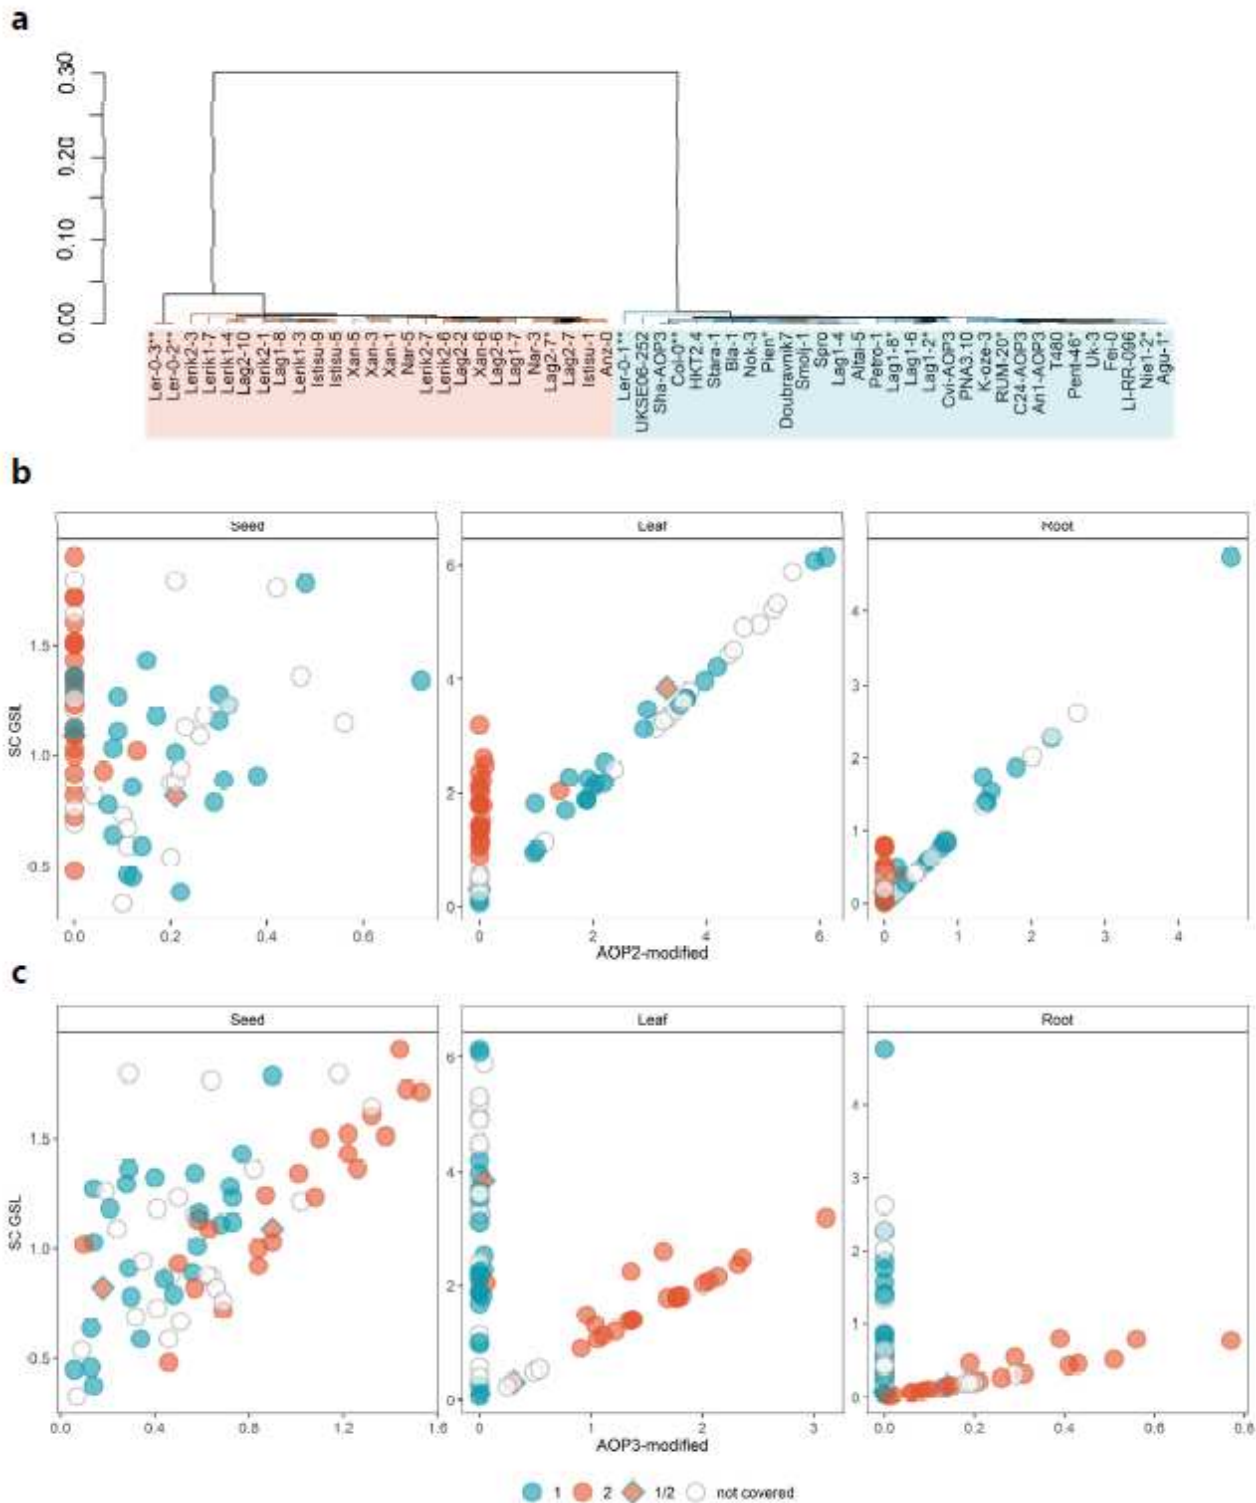 a
0.30
0.20
0.10
0.00
Ler-0-3**
Ler-0-2**
Lerik2-3
Lerik1-7
Lerik1-4
Lag2-10
Lerik2-1
Lag1-8
Lerik1-3
Istisu-9
Istisu-5
Xan-5
Xan-3
Xan-1
Nar-5
Lerik2-7
Lerik2-6
Lag2-2
Xan-6
Lag2-6
Lag1-7
Nar-3
Lag2-7*
Lag2-7
Istisu-1
Anz-0
Ler-0-1**
UKSE06-252
Sha-AOP3
Col-0**
HKT2.4
Stara-1
Bla-1
Nok-3
Pien*
Doubravnik7
Smolj-1
Spro
Lag1-4
Altai-5
Petro-1
Lag1-8*
Lag1-6
Lag1-2*
Cvi-AOP3
PNA3.10
K-oze-3
RUM-20*
C24-AOP3
An1-AOP3
T480
Pent-46*
Uk-3
Fei-0
LI-RR-096
Nie1-2*
Agu-1*
b
Seed Leaf Root
SC GSL
1.5
1.0
0.5
0.0 0.2 0.4 0.6
6
4
2
0
0 2 4 6
4
3
2
1
0
0 1 2 3 4
AOP2-modified
c
Seed Leaf Root
SC GSL
1.5
1.0
0.5
0.0 0.4 0.8 1.2 1.6
6
4
2
0
0 1 2 3
4
3
2
1
0
0.0 0.2 0.4 0.6 0.8
AOP3-modified
1 2 1/2 not covered